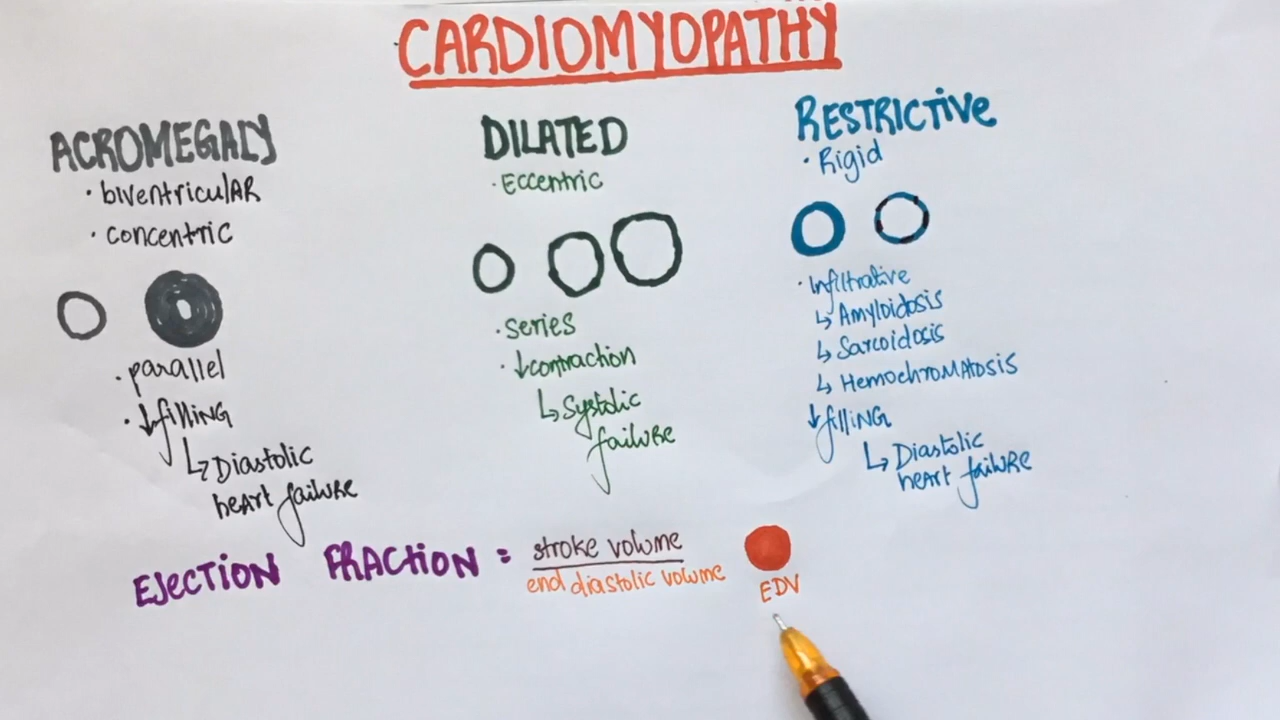 CARDIOMYOPATHY
ACROMEGALY
• biventriculAR
• concentric
• parallel
• ↓filling
↳ Diastolic
heart failure
DILATED
• Eccentric
• series
• ↓contraction
↳ Systolic
failure
RESTRICTIVE
• Rigid
• Infiltrative
↳ Amyloidosis
↳ Sarcoidosis
↳ Hemochromatosis
↓filling
↳ Diastolic
heart failure
EJECTION FRACTION = stroke volume
end diastolic volume
EDV